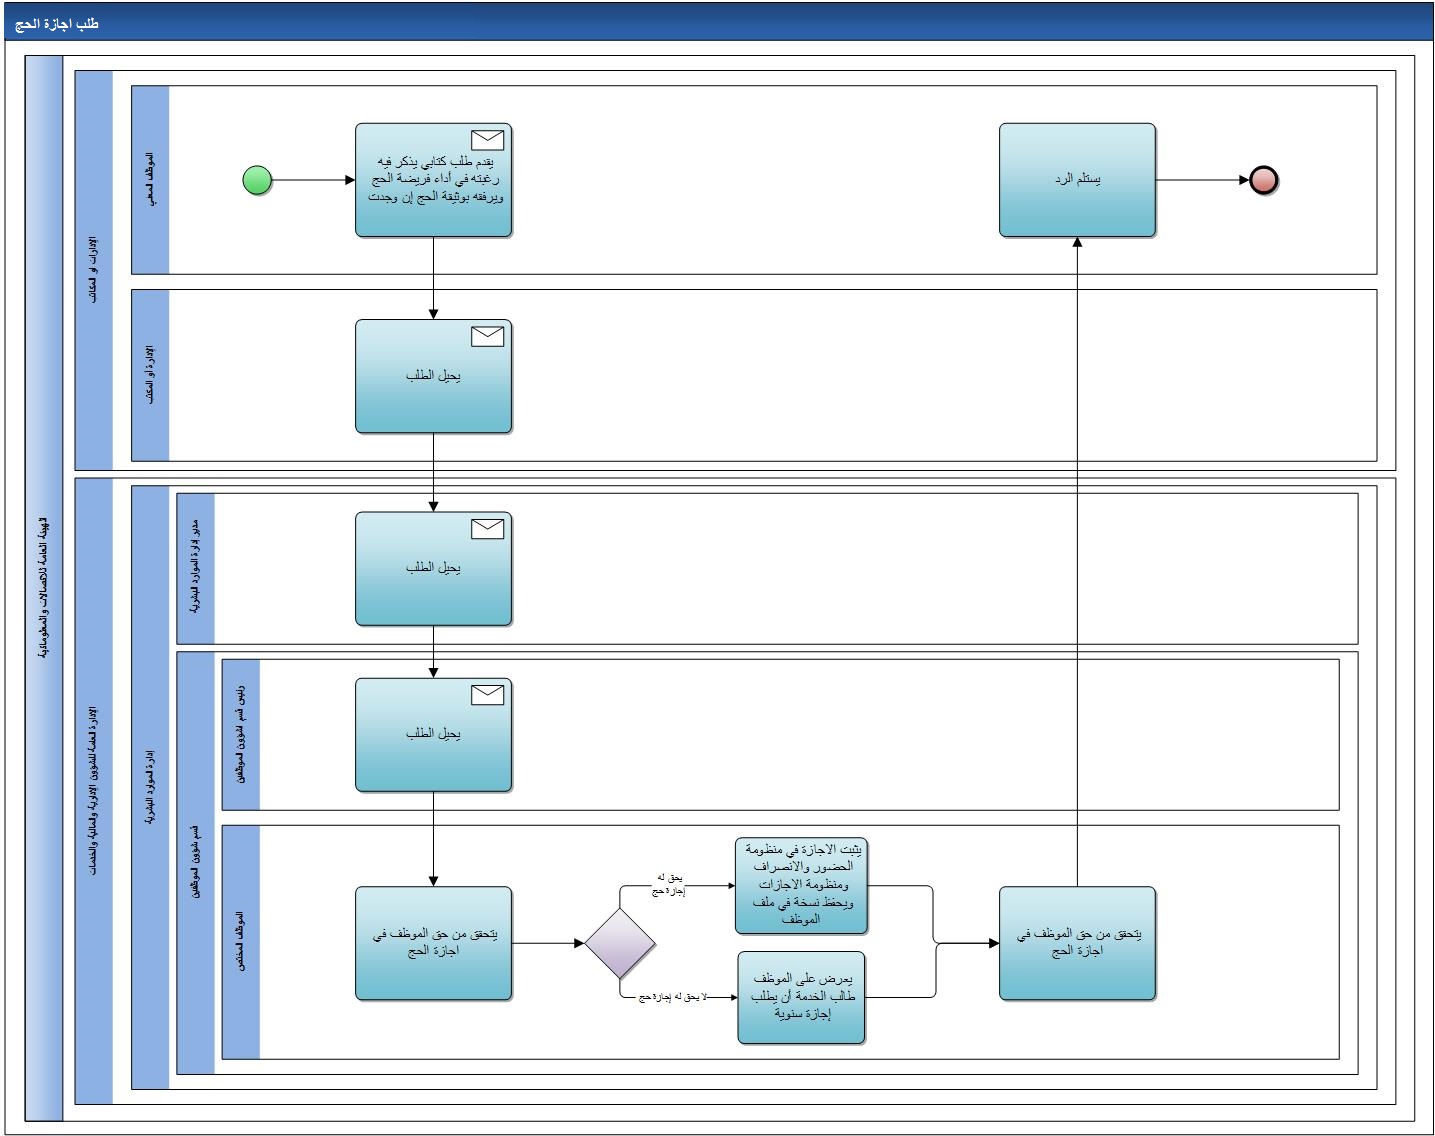 طلب اجازة الحج
الهيئة العامة للاتصالات والمعلوماتية
الإدارات او المكاتب
الموظف المعني
يقدم طلب كتابي يذكر فيه
رغبته في أداء فريضة الحج
ويرفقه بوثيقة الحج إن وجدت
يستلم الرد
الإدارة أو المكتب
يحيل الطلب
الإدارة العامة للشؤون الإدارية والمالية والخدمات
إدارة الموارد البشرية
مدير إدارة الموارد البشرية
يحيل الطلب
قسم شؤون الموظفين
رئيس قسم شؤون الموظفين
يحيل الطلب
الموظف المختص
يتحقق من حق الموظف في
اجازة الحج
يحق له
إجازة حج
لا يحق له إجازة حج
يثبت الاجازة في منظومة
الحضور والانصراف
ومنظومة الاجازات
ويحفظ نسخة في ملف
الموظف
يعرض على الموظف
طالب الخدمة أن يطلب
إجازة سنوية
يتحقق من حق الموظف في
اجازة الحج